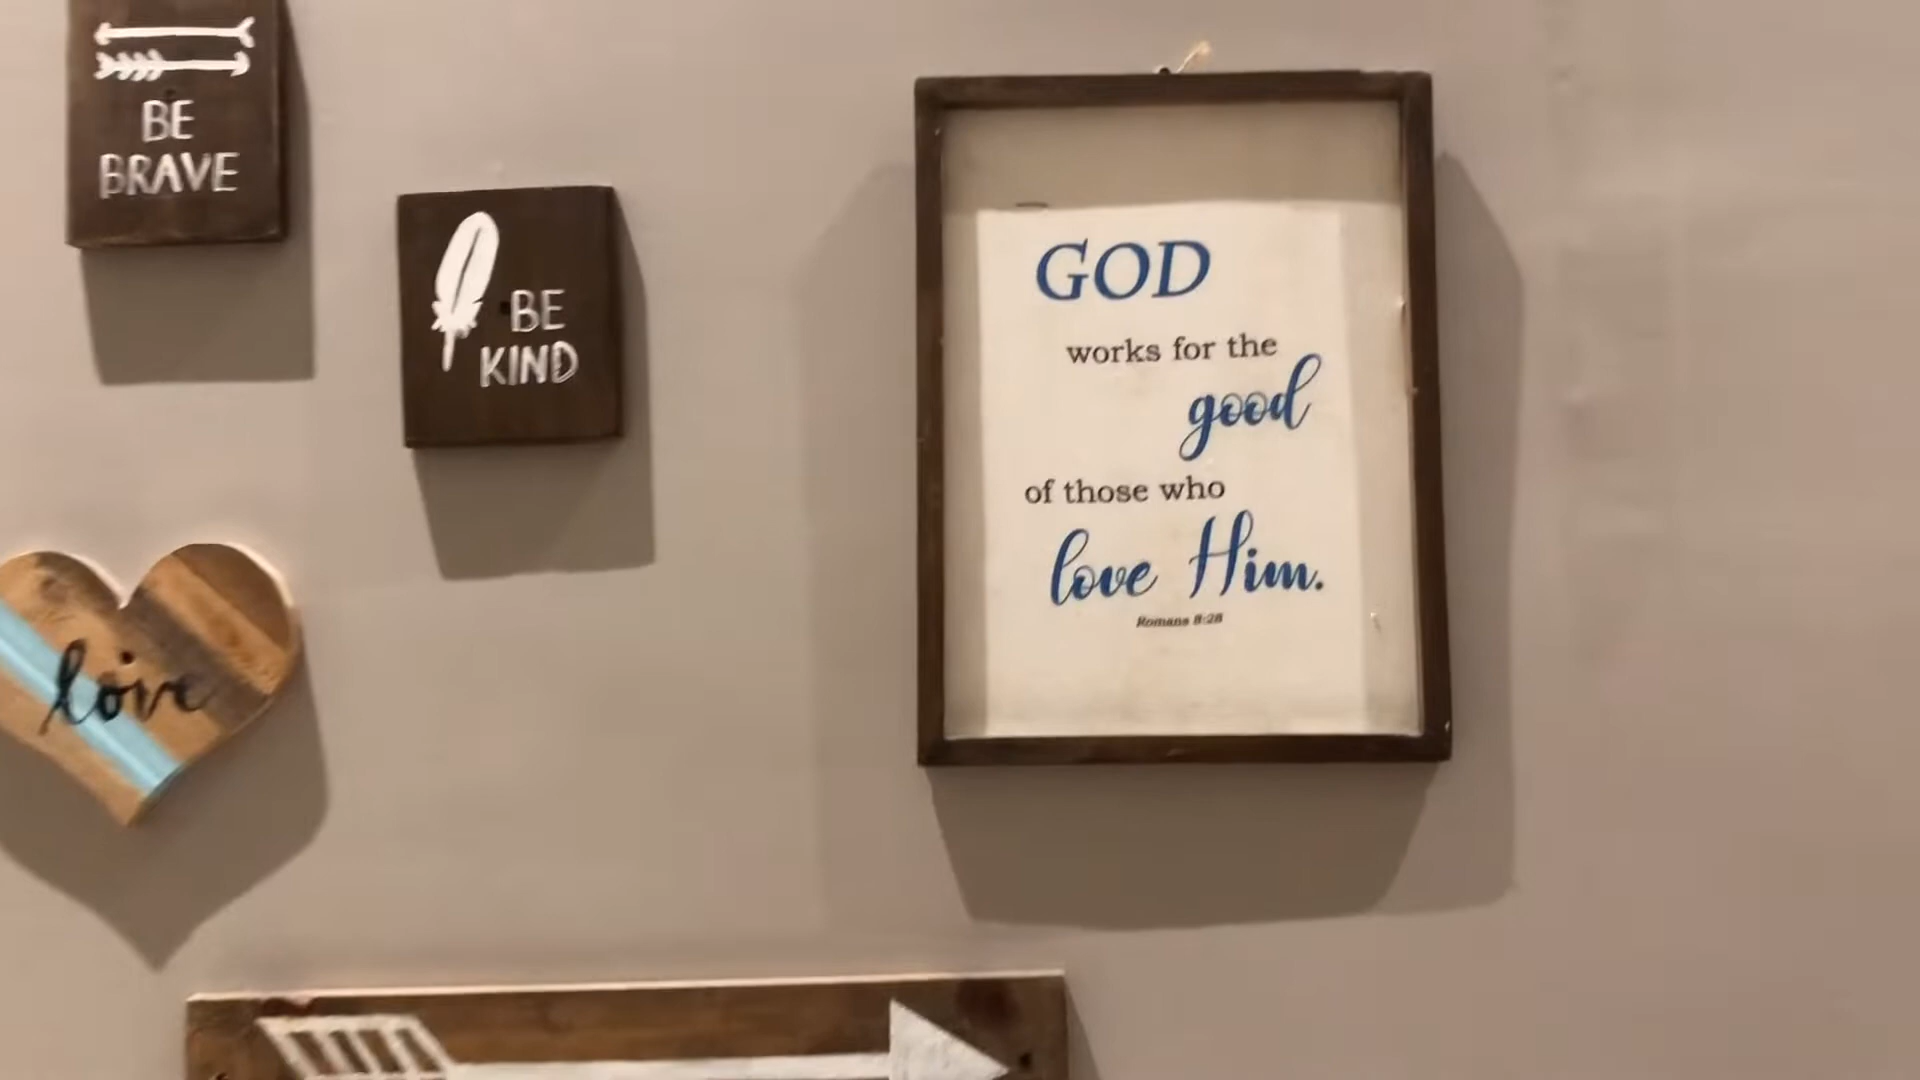 BE
BRAVE
BE
KIND
love
GOD
works for the
good
of those who
love Him.
Romans 8:28